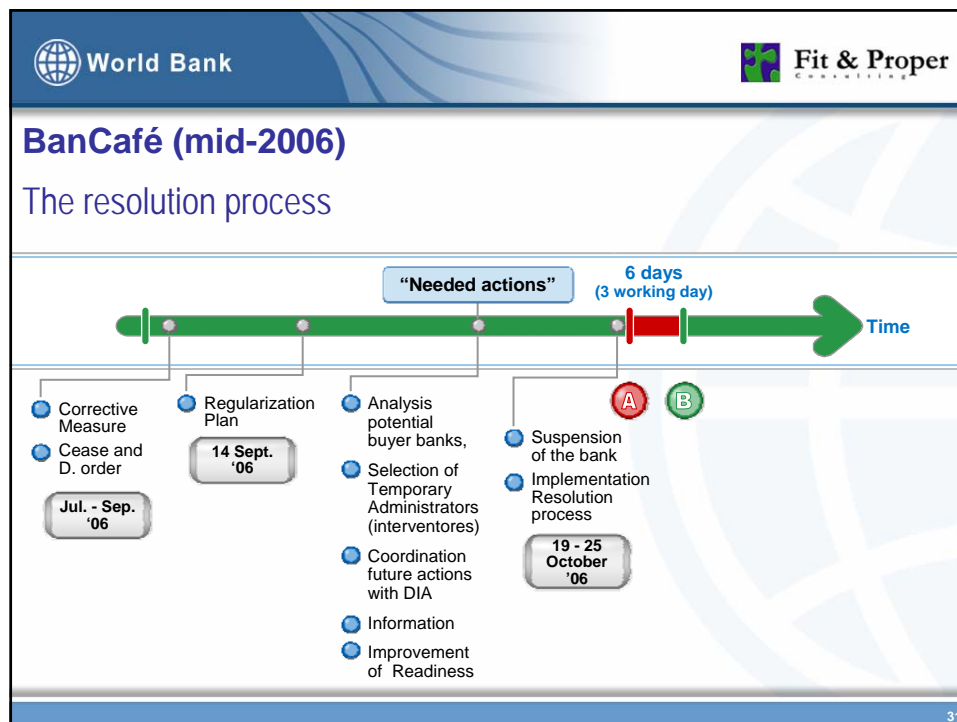 World Bank
Fit & Proper
Consulting
BanCafé (mid-2006)
The resolution process
“Needed actions”
6 days
(3 working day)
Time
Corrective
Measure
Cease and
D. order
Jul. - Sep.
‘06
Regularization
Plan
14 Sept.
‘06
Analysis
potential
buyer banks,
Selection of
Temporary
Administrators
(interventores)
Coordination
future actions
with DIA
Information
Improvement
of Readiness
A
B
Suspension
of the bank
Implementation
Resolution
process
19 - 25
October
’06